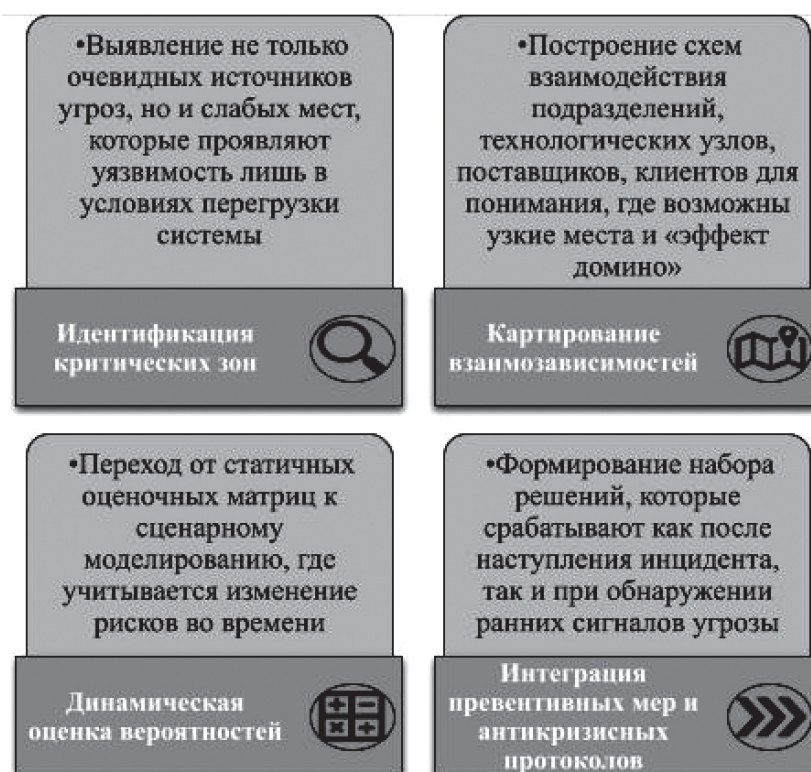 •Выявление не только
очевидных источников
угроз, но и слабых мест,
которые проявляют
уязвимость лишь в
условиях перегрузки
системы
Идентификация
критических зон
•Построение схем
взаимодействия
подразделений,
технологических узлов,
поставщиков, клиентов для
понимания, где возможны
узкие места и «эффект
домино»
Картирование
взаимозависимостей
•Переход от статичных
оценочных матриц к
сценарному
моделированию, где
учитывается изменение
рисков во времени
Динамическая
оценка вероятностей
•Формирование набора
решений, которые
срабатывают как после
наступления инцидента,
так и при обнаружении
ранних сигналов угрозы
Интеграция
превентивных мер и
антикризисных
протоколов